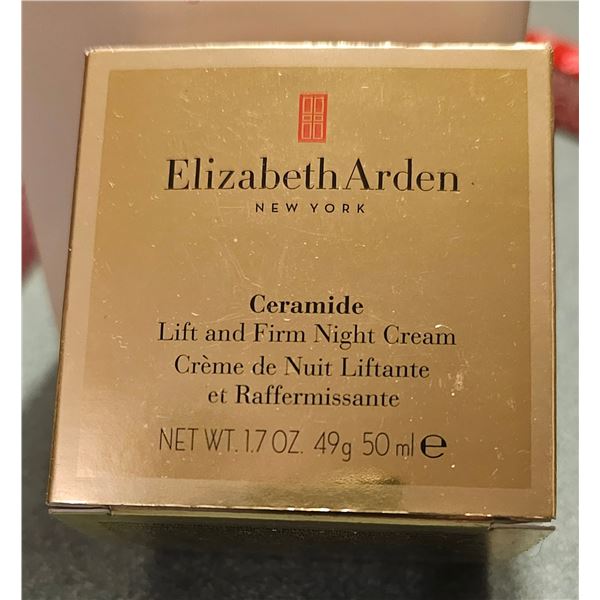 Elizabeth Arden
NEW YORK
Ceramide
Lift and Firm Night Cream
Crème de Nuit Liftante
et Raffermissante
NET WT. 1.7 OZ. 49g 50 ml ℮